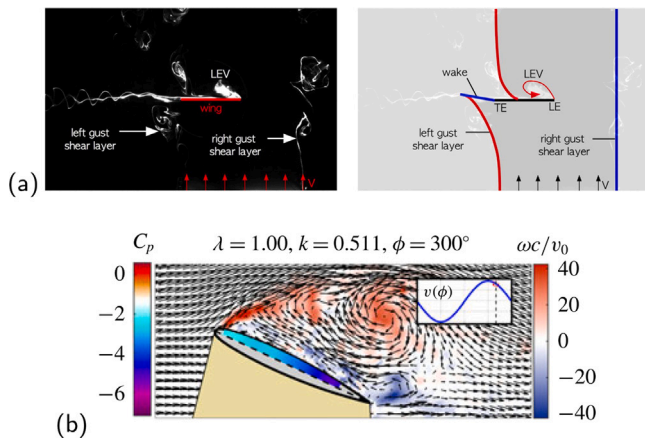 LEV
wing
left gust
shear layer
right gust
shear layer
V
wake
LEV
TE
LE
left gust
shear layer
right gust
shear layer
V
(a)
C_p
λ = 1.00, k = 0.511, ϕ = 300°
ωc/v_0
0
−2
−4
−6
v(ϕ)
40
20
0
−20
−40
(b)